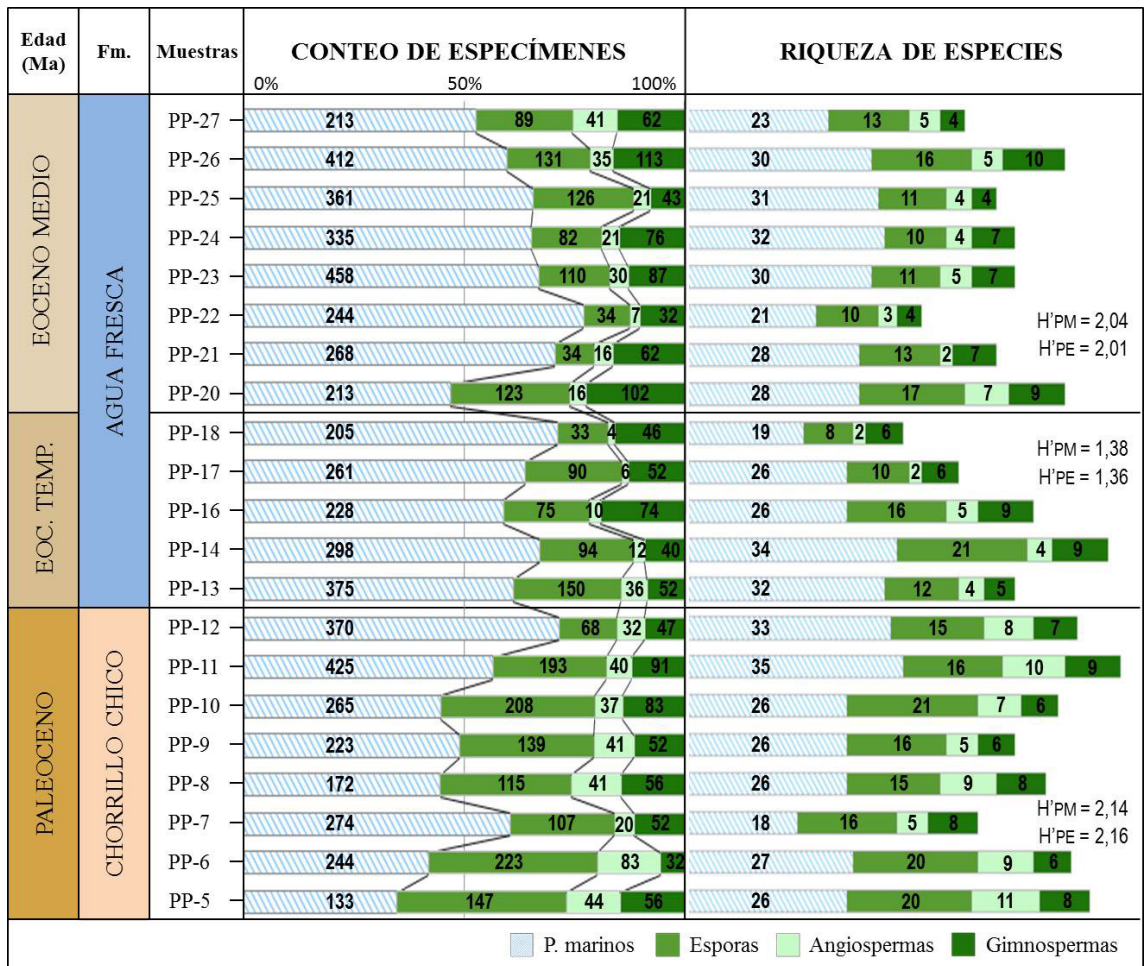 Edad (Ma) Fm. Muestras CONTEO DE ESPECÍMENES RIQUEZA DE ESPECIES
0% 50% 100%
EOCENO MEDIO
AGUA FRESCA
PP-27 213 89 41 62 23 13 5 4
PP-26 412 131 35 113 30 16 5 10
PP-25 361 126 21 43 31 11 4 4
PP-24 335 82 21 76 32 10 4 7
PP-23 458 110 30 87 30 11 5 7
PP-22 244 34 7 32 21 10 3 4
H'PM = 2,04
PP-21 268 34 16 62 28 13 2 7
H'PE = 2,01
PP-20 213 123 16 102 28 17 7 9
EOC. TEMP.
PP-18 205 33 4 46 19 8 2 6
H'PM = 1,38
PP-17 261 90 6 52 26 10 2 6
H'PE = 1,36
PP-16 228 75 10 74 26 16 5 9
PP-14 298 94 12 40 34 21 4 9
PP-13 375 150 36 52 32 12 4 5
PALEOCENO
CHORRILLO CHICO
PP-12 370 68 32 47 33 15 8 7
PP-11 425 193 40 91 35 16 10 9
PP-10 265 208 37 83 26 21 7 6
PP-9 223 139 41 52 26 16 5 6
PP-8 172 115 41 56 26 15 9 8
H'PM = 2,14
PP-7 274 107 20 52 18 16 5 8
H'PE = 2,16
PP-6 244 223 83 32 27 20 9 6
PP-5 133 147 44 56 26 20 11 8
P. marinos Esporas Angiospermas Gimnospermas